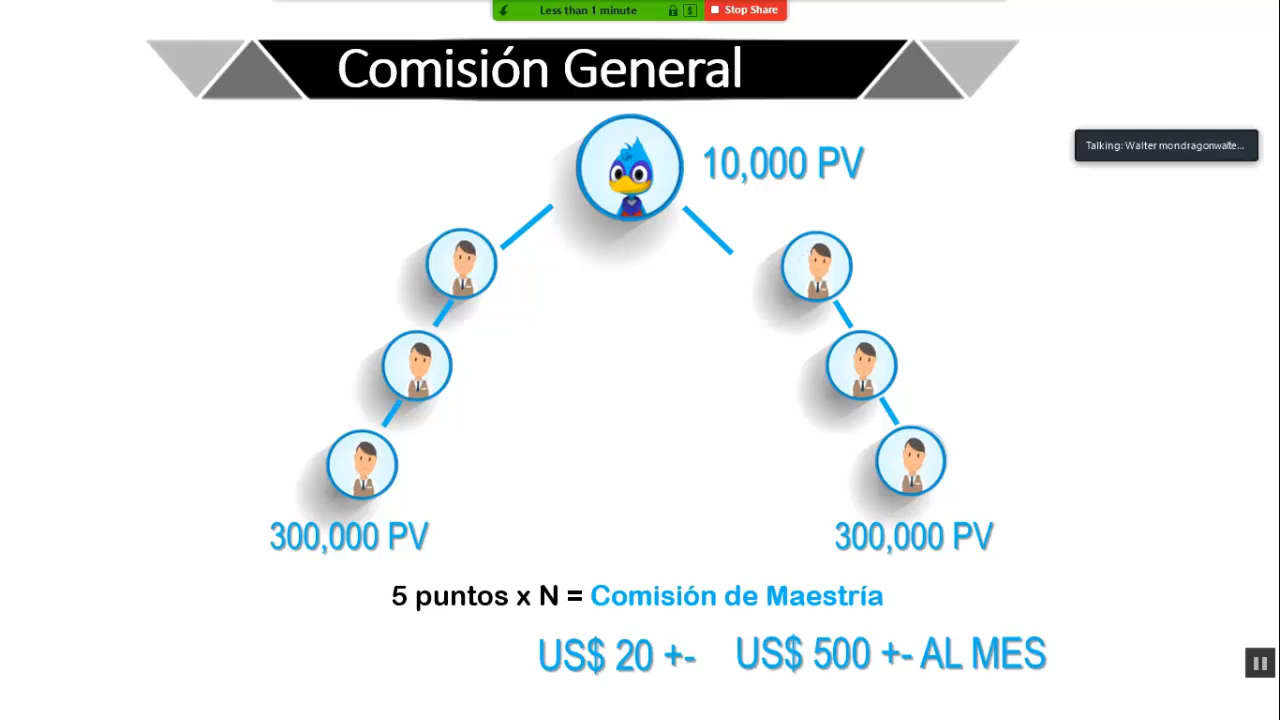 Less than 1 minute
$
Stop Share
Comisión General
10,000 PV
Talking: Walter mondragonwalte...
300,000 PV
300,000 PV
5 puntos x N = Comisión de Maestría
US$ 20 +- US$ 500 +- AL MES